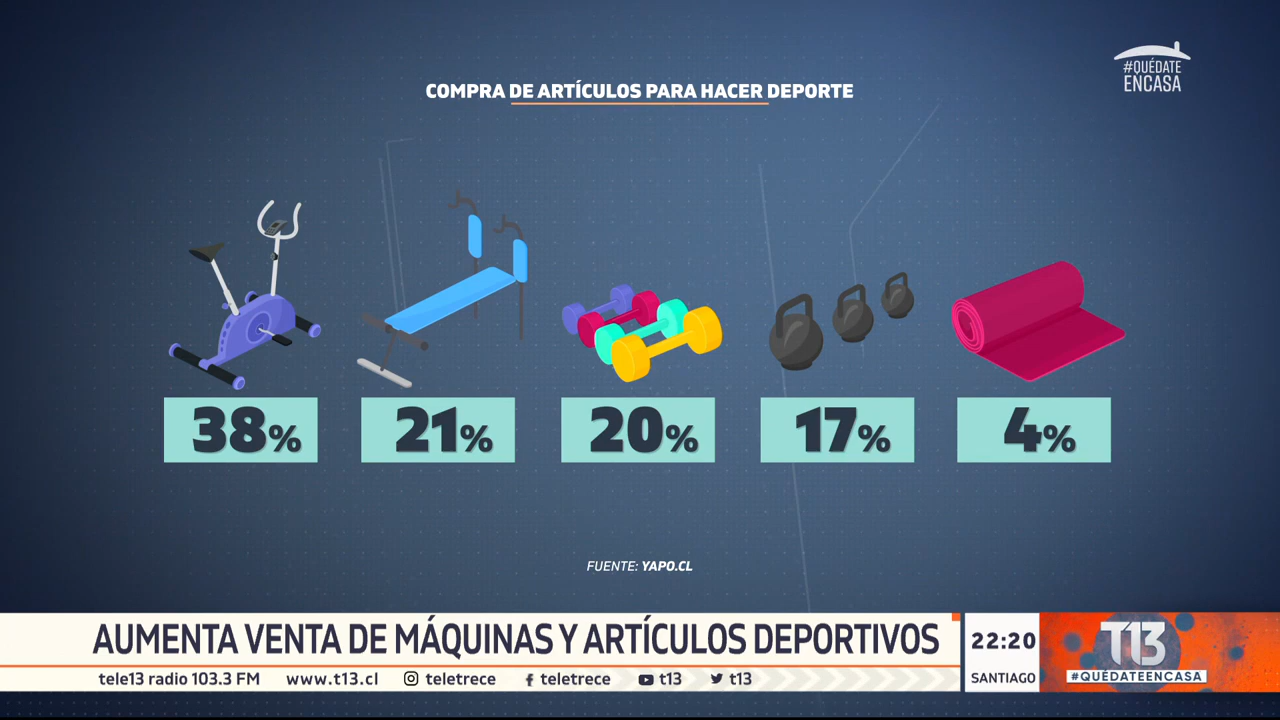 #QUÉDATE
ENCASA
COMPRA DE ARTÍCULOS PARA HACER DEPORTE
38% 21% 20% 17% 4%
FUENTE: YAPO.CL
AUMENTA VENTA DE MÁQUINAS Y ARTÍCULOS DEPORTIVOS
tele13 radio 103.3 FM www.t13.cl teletrece teletrece t13 t13
22:20
SANTIAGO
T13
#QUÉDATEENCASA